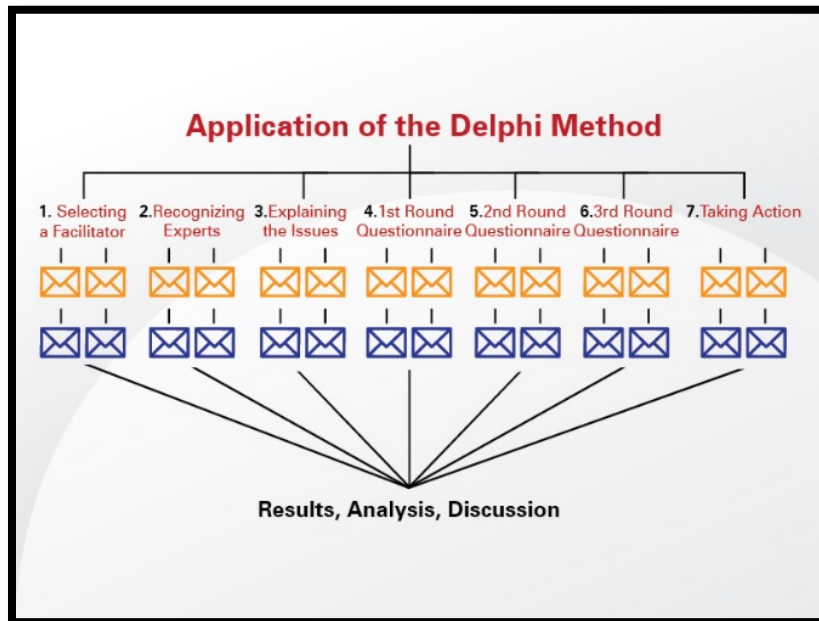 Application of the Delphi Method
1. Selecting
a Facilitator
2.Recognizing
Experts
3.Explaining
the Issues
4.1st Round
Questionnaire
5.2nd Round
Questionnaire
6.3rd Round
Questionnaire
7.Taking Action
Results, Analysis, Discussion